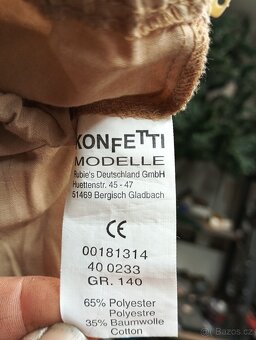 KONFETTI
MODELLE
Rubie's Deutschland GmbH
Huettenstr. 45 - 47
51469 Bergisch Gladbach
CE
00181314
40 0233
GR. 140
65% Polyester
Polyester
35% Baumwolle
Cotton
Bazos.cz